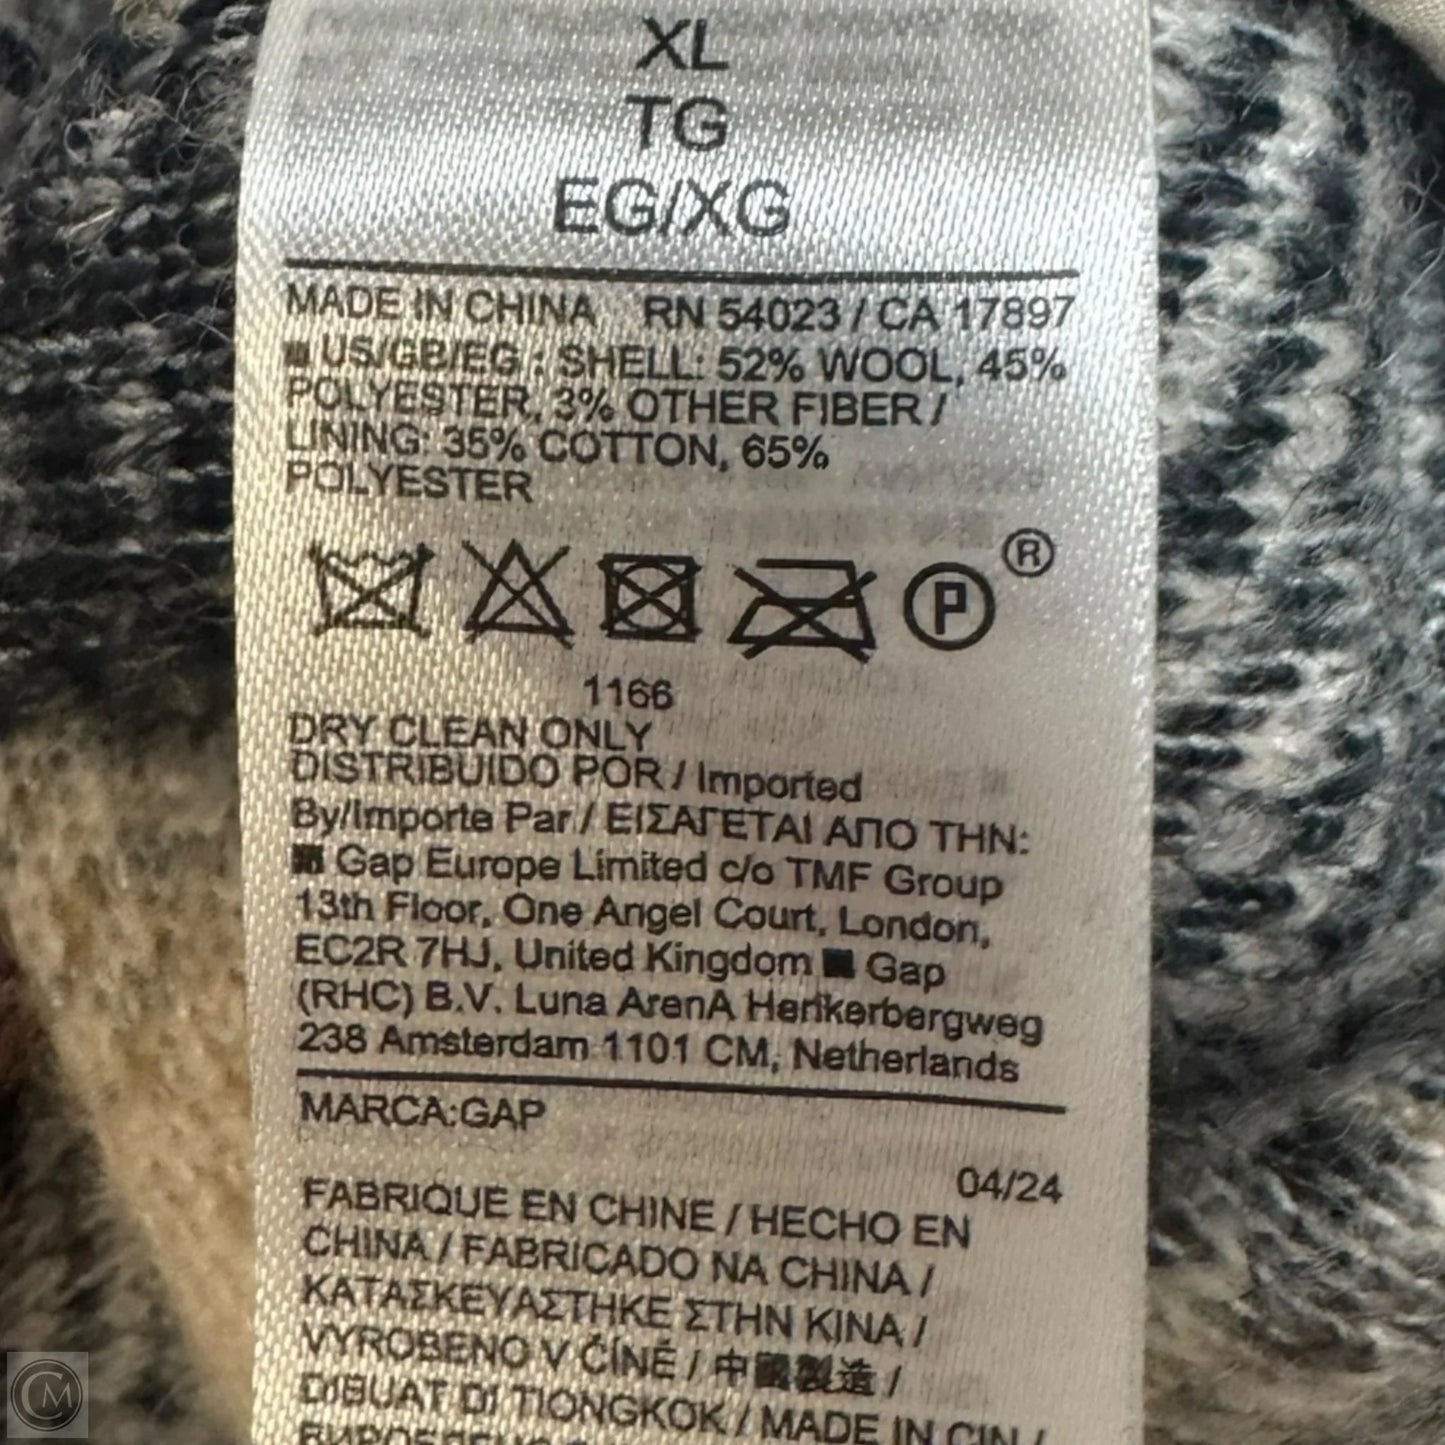 XL
TG
EG/XG
MADE IN CHINA RN 54023 / CA 17897
US/GB/EG : SHELL: 52% WOOL, 45%
POLYESTER, 3% OTHER FIBER /
LINING: 35% COTTON, 65%
POLYESTER
®
P
1166
DRY CLEAN ONLY
DISTRIBUIDO POR / Imported
By/Importe Par / ΕΙΣΑΓΕΤΑΙ ΑΠΟ ΤΗΝ:
Gap Europe Limited c/o TMF Group
13th Floor, One Angel Court, London,
EC2R 7HJ, United Kingdom Gap
(RHC) B.V. Luna ArenA Herikerbergweg
238 Amsterdam 1101 CM, Netherlands
MARCA:GAP
04/24
FABRIQUE EN CHINE / HECHO EN
CHINA / FABRICADO NA CHINA /
ΚΑΤΑΣΚΕΥΑΣΤΗΚΕ ΣΤΗΝ ΚΙΝΑ /
VYROBENO V ČÍNĚ / 中國製造 /
DIBUAT DI TIONGKOK / MADE IN CIN /
CM